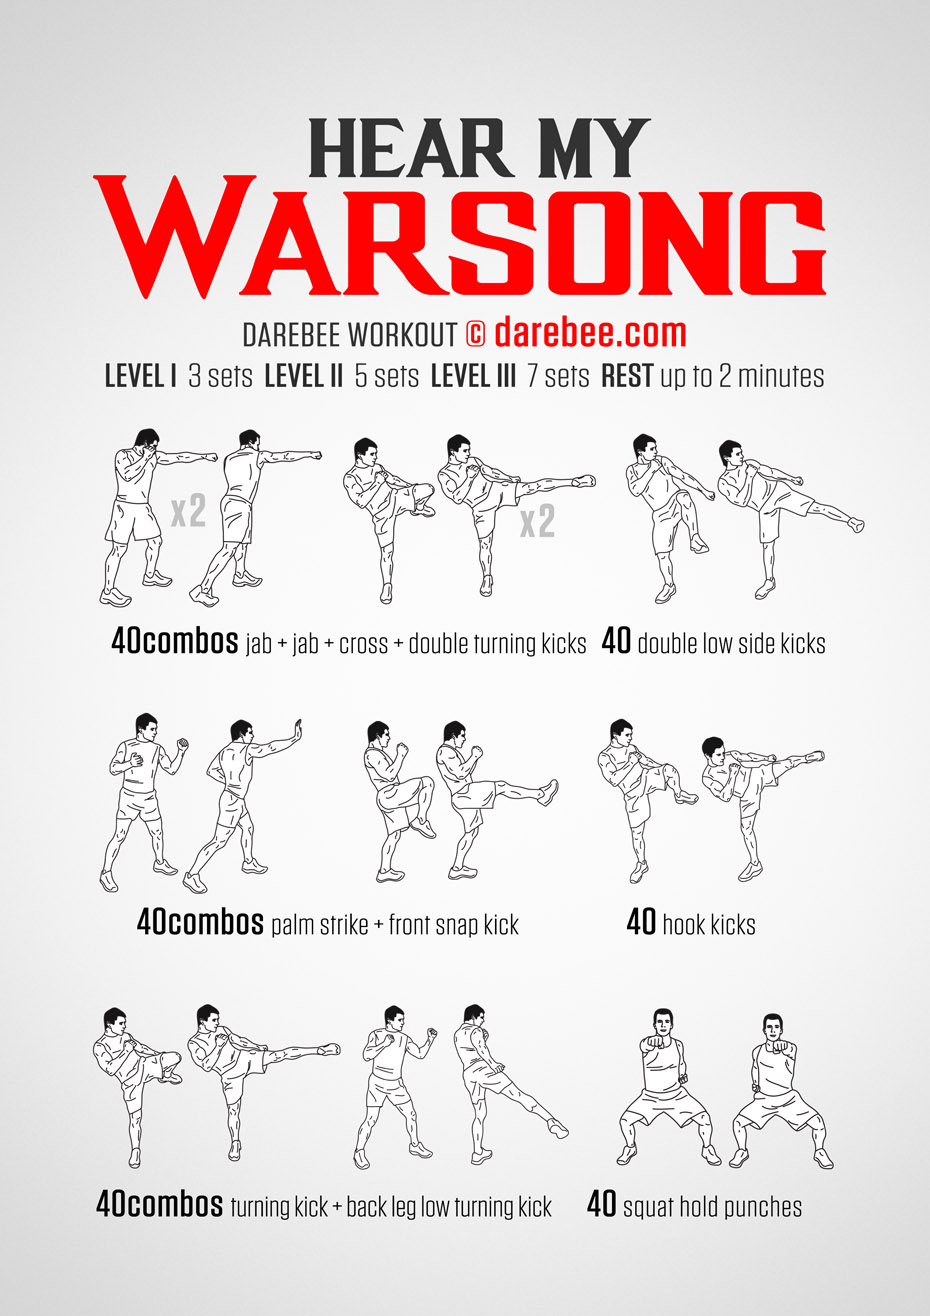 HEAR MY
WARSONG
DAREBEE WORKOUT © darebee.com
LEVEL I 3 sets LEVEL II 5 sets LEVEL III 7 sets REST up to 2 minutes
x2
x2
40combos jab + jab + cross + double turning kicks 40 double low side kicks
40combos palm strike + front snap kick 40 hook kicks
40combos turning kick + back leg low turning kick 40 squat hold punches